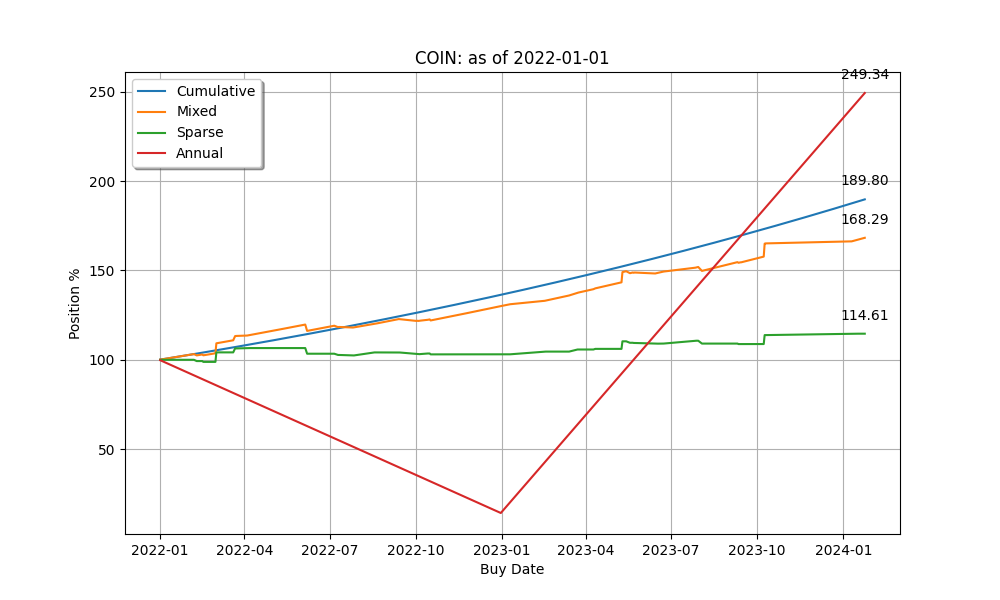 COIN: as of 2022-01-01
249.34
250
Cumulative
Mixed
Sparse
Annual
200
189.80
168.29
150
114.61
100
50
Position %
2022-01 2022-04 2022-07 2022-10 2023-01 2023-04 2023-07 2023-10 2024-01
Buy Date